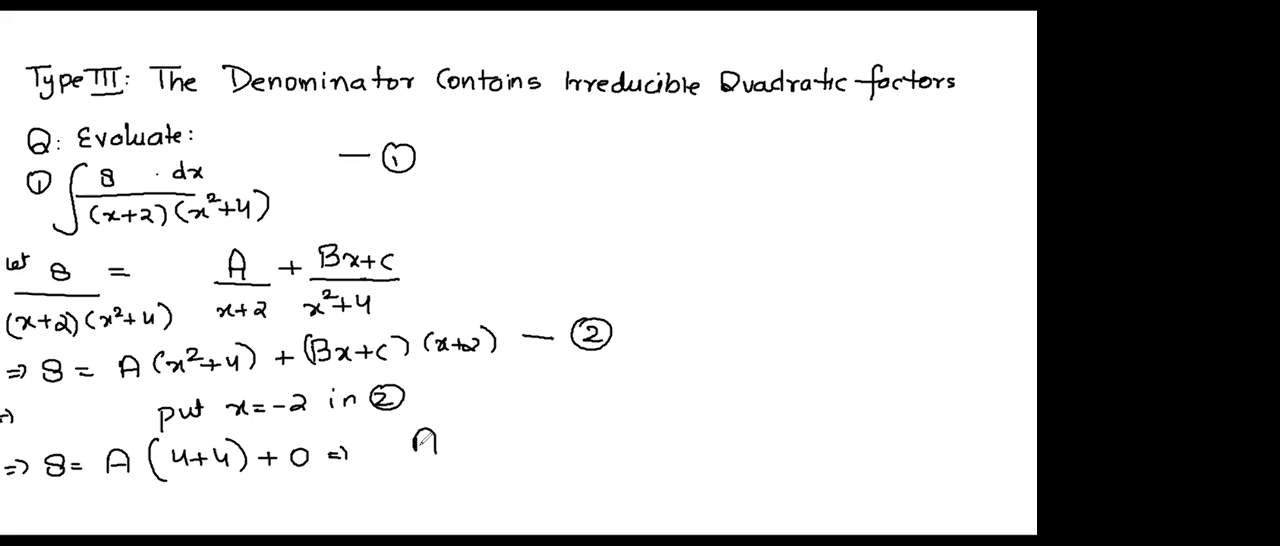 Type III: The Denominator Contains Irreducible Quadratic factors
Q: Evaluate:
① ∫ 8 . dx / (x+2)(x²+4) — ①
let 8 / (x+2)(x²+4) = A / x+2 + Bx+C / x²+4
⇒ 8 = A(x²+4) + (Bx+C)(x+2) — ②
⇒ put x=-2 in ②
⇒ 8= A(4+4)+0 ⇒ A